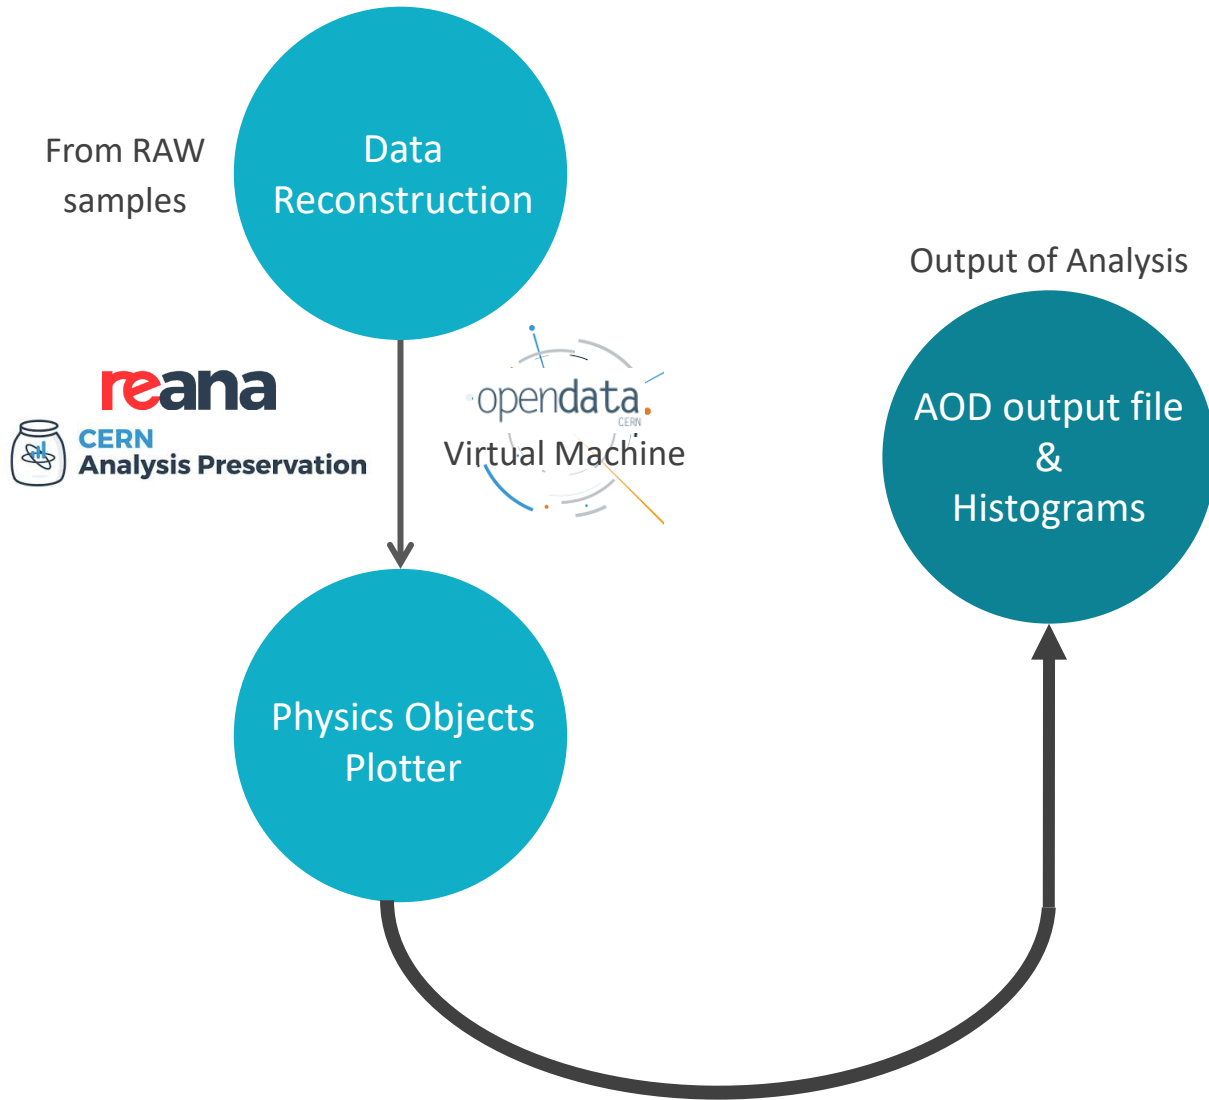 From RAW
samples
Data
Reconstruction
reana
CERN
Analysis Preservation
opendata
CERN
Virtual Machine
Physics Objects
Plotter
Output of Analysis
AOD output file
&
Histograms